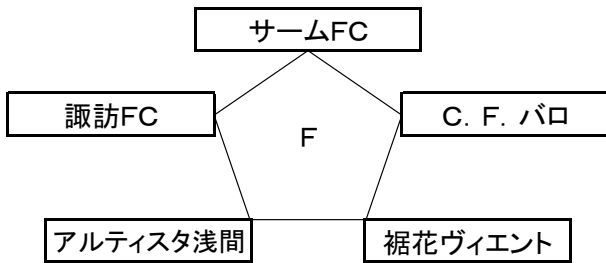 サームFC
諏訪FC
C. F. バロ
F
アルティスタ浅間
裾花ヴィエント